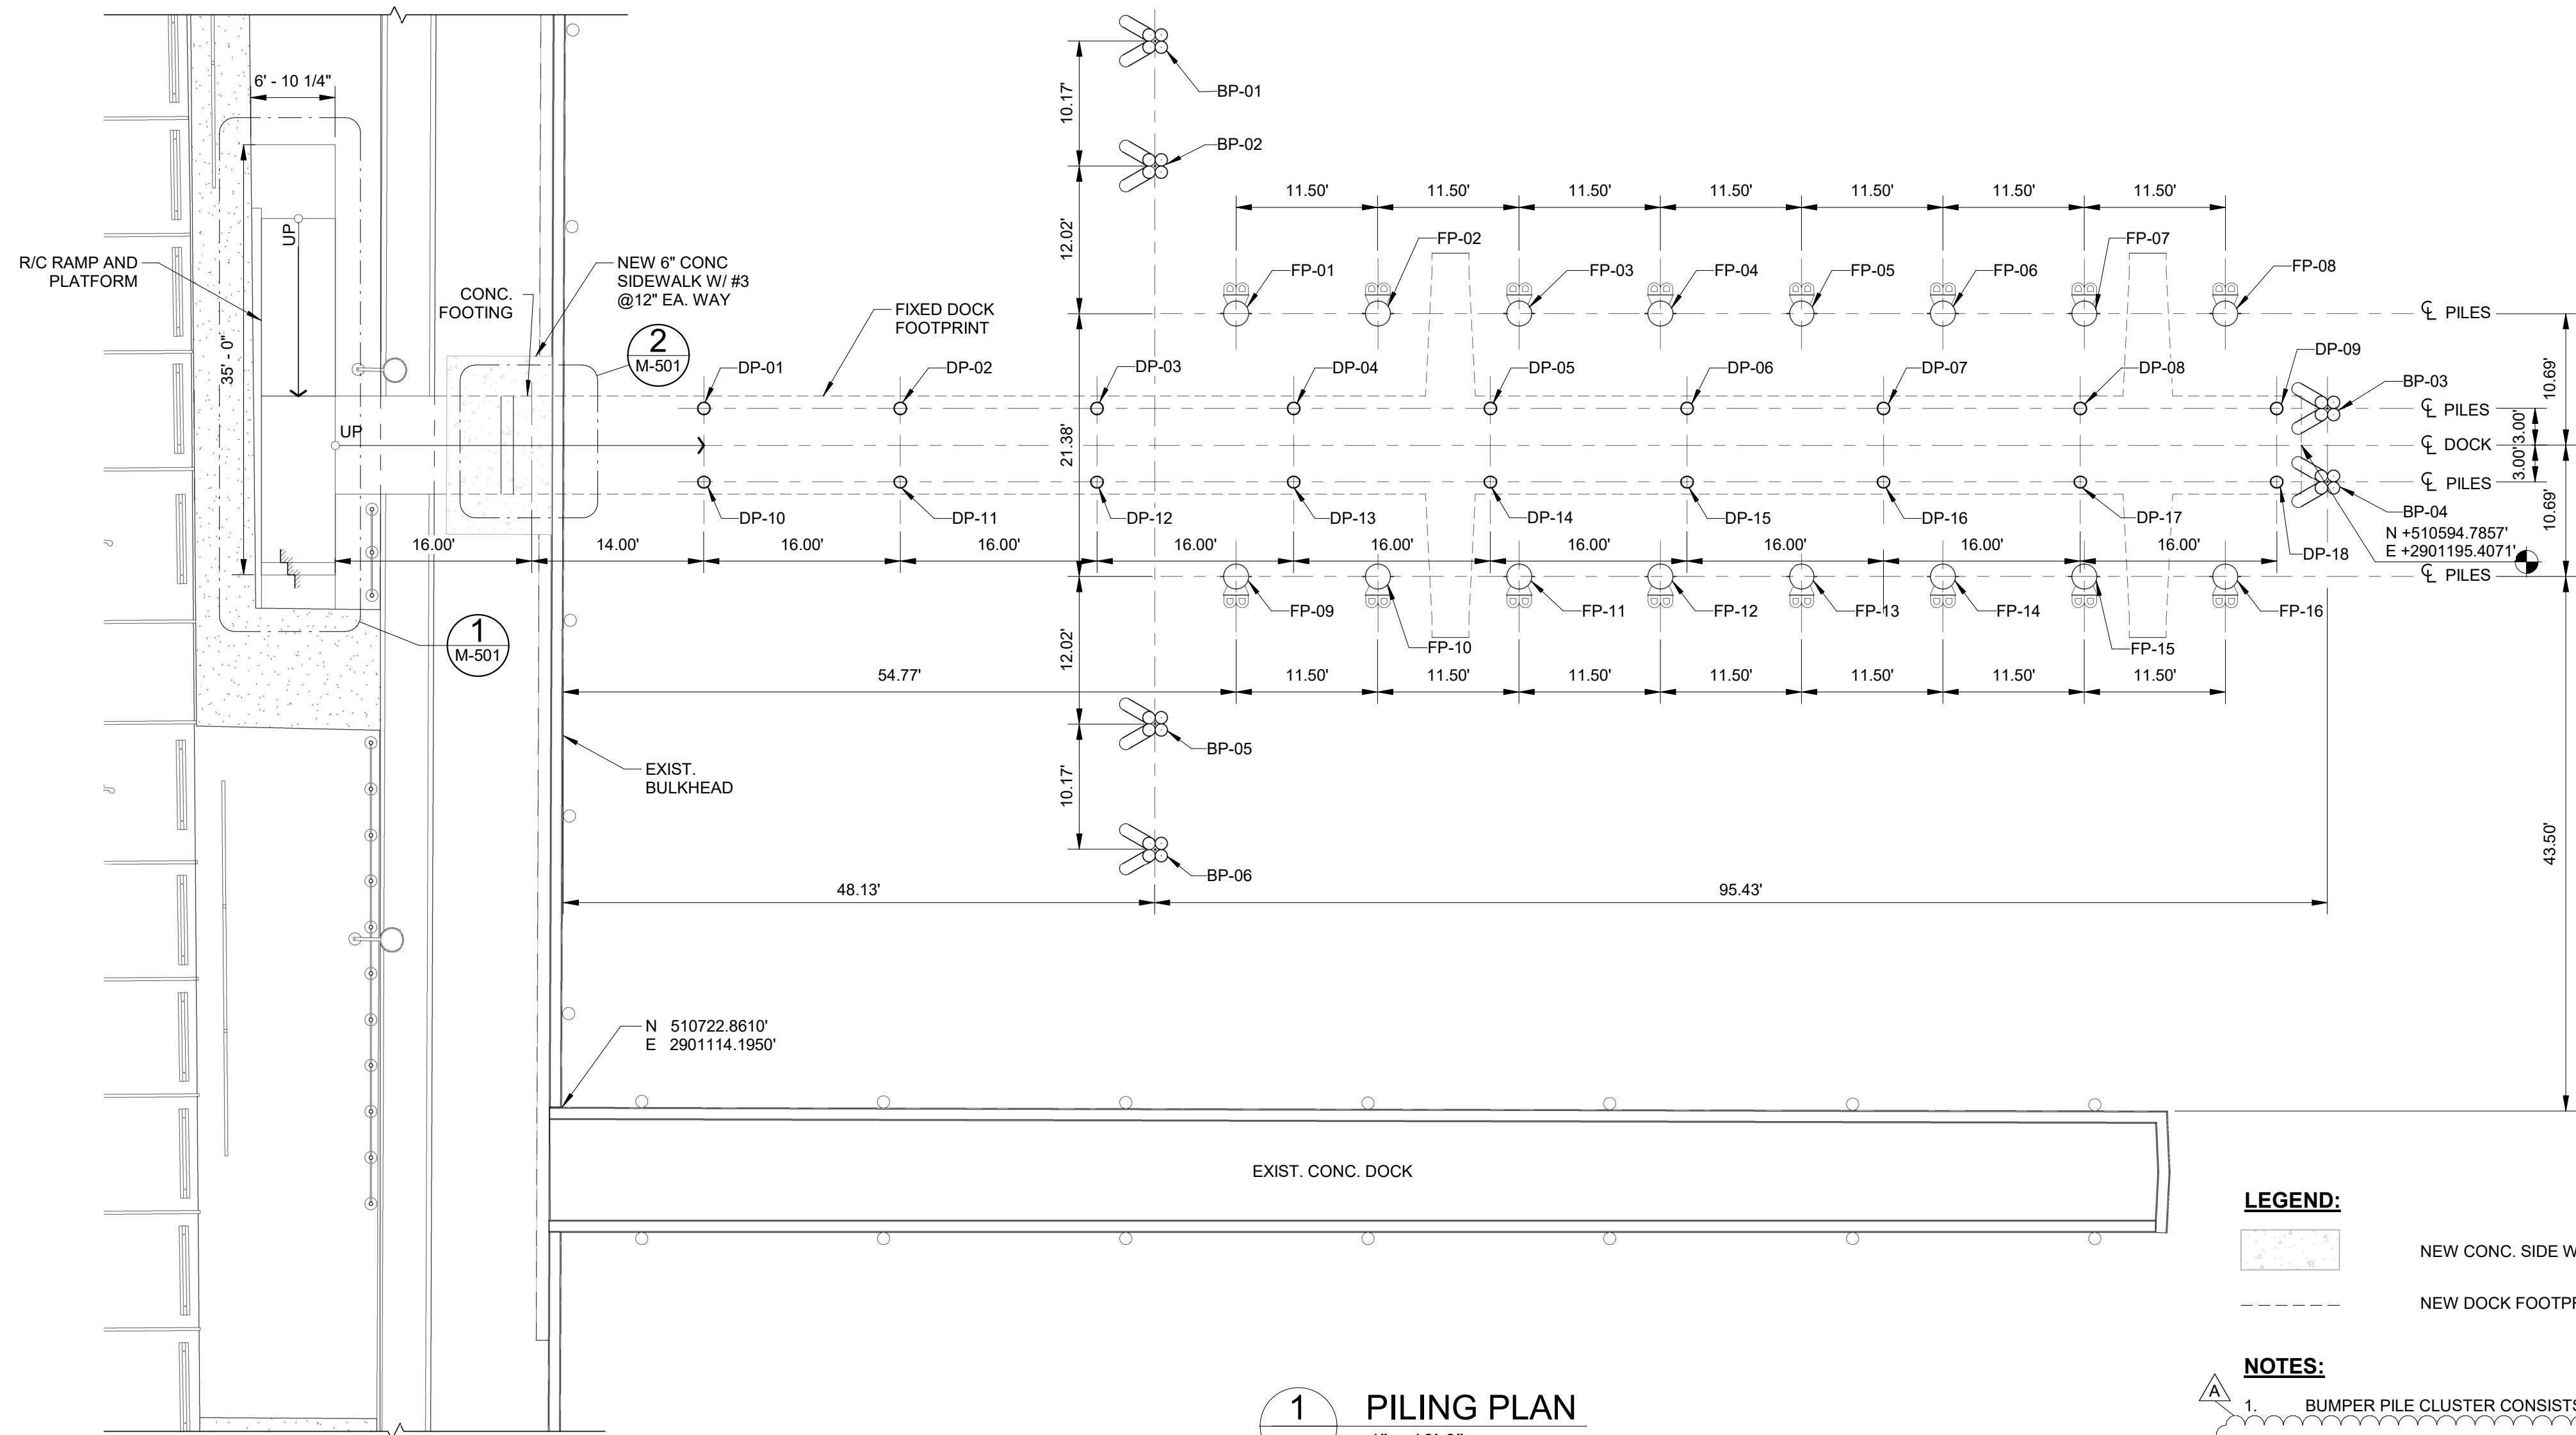 6' - 10 1/4"
35' - 0"
UP
UP
R/C RAMP AND
PLATFORM
CONC.
FOOTING
NEW 6" CONC
SIDEWALK W/ #3
@12" EA. WAY
2
M-501
1
M-501
FIXED DOCK
FOOTPRINT
10.17'
12.02'
21.38'
12.02'
10.17'
BP-01
BP-02
11.50'
11.50'
11.50'
11.50'
11.50'
11.50'
11.50'
FP-01
FP-02
FP-03
FP-04
FP-05
FP-06
FP-07
FP-08
℄ PILES
DP-01
DP-02
DP-03
DP-04
DP-05
DP-06
DP-07
DP-08
DP-09
BP-03
℄ PILES
℄ DOCK
℄ PILES
10.69'
3.00'
3.00'
10.69'
DP-10
DP-11
DP-12
DP-13
DP-14
DP-15
DP-16
DP-17
DP-18
BP-04
N +510594.7857'
E +2901195.4071'
16.00'
14.00'
16.00'
16.00'
16.00'
16.00'
16.00'
16.00'
16.00'
16.00'
℄ PILES
FP-09
FP-10
FP-11
FP-12
FP-13
FP-14
FP-15
FP-16
54.77'
11.50'
11.50'
11.50'
11.50'
11.50'
11.50'
11.50'
BP-05
BP-06
EXIST.
BULKHEAD
48.13'
95.43'
43.50'
N 510722.8610'
E 2901114.1950'
EXIST. CONC. DOCK
LEGEND:
NEW CONC. SIDE W
NEW DOCK FOOTP
NOTES:
A
1. BUMPER PILE CLUSTER CONSISTS
1
PILING PLAN